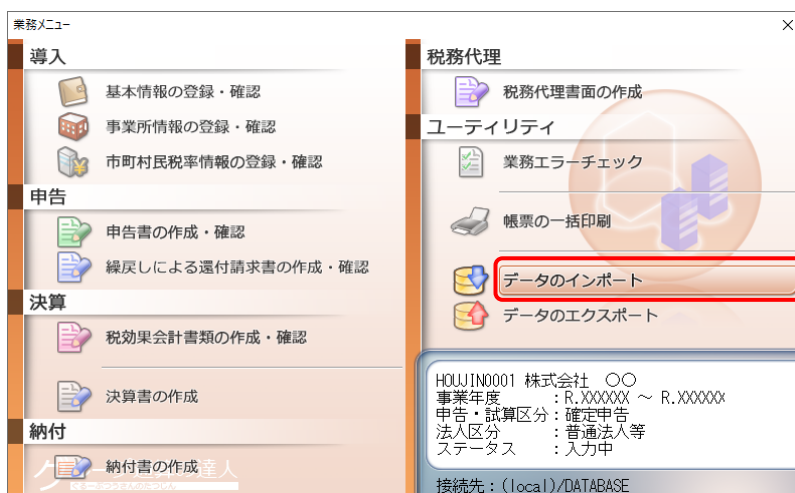 業務メニュー
導入
基本情報の登録・確認
事業所情報の登録・確認
市町村民税率情報の登録・確認
申告
申告書の作成・確認
繰戻しによる還付請求書の作成・確認
決算
税効果会計書類の作成・確認
決算書の作成
納付
納付書の作成
の達人
税務代理
税務代理書面の作成
ユーティリティ
業務エラーチェック
帳票の一括印刷
データのインポート
データのエクスポート
HOUJIN0001 株式会社 〇〇
事業年度 : R.XXXXXX ～ R.XXXXXX
申告・試算区分 : 確定申告
法人区分 : 普通法人等
ステータス : 入力中
接続先 : (local)/DATABASE